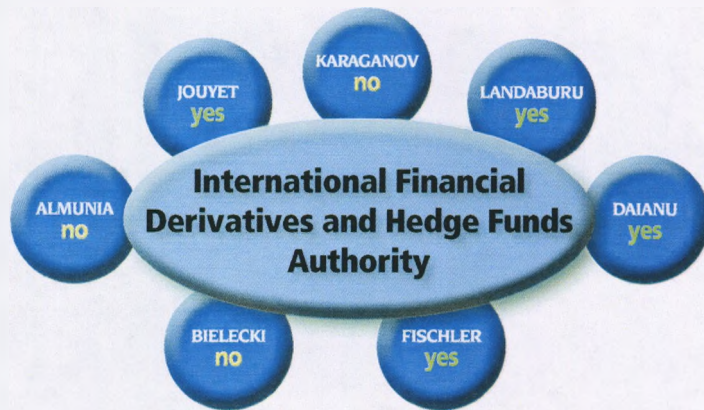 KARAGANOV
no
JOUYET
yes
LANDABURU
yes
International Financial
Derivatives and Hedge Funds
Authority
ALMUNIA
no
DAIANU
yes
BIELECKI
no
FISCHLER
yes